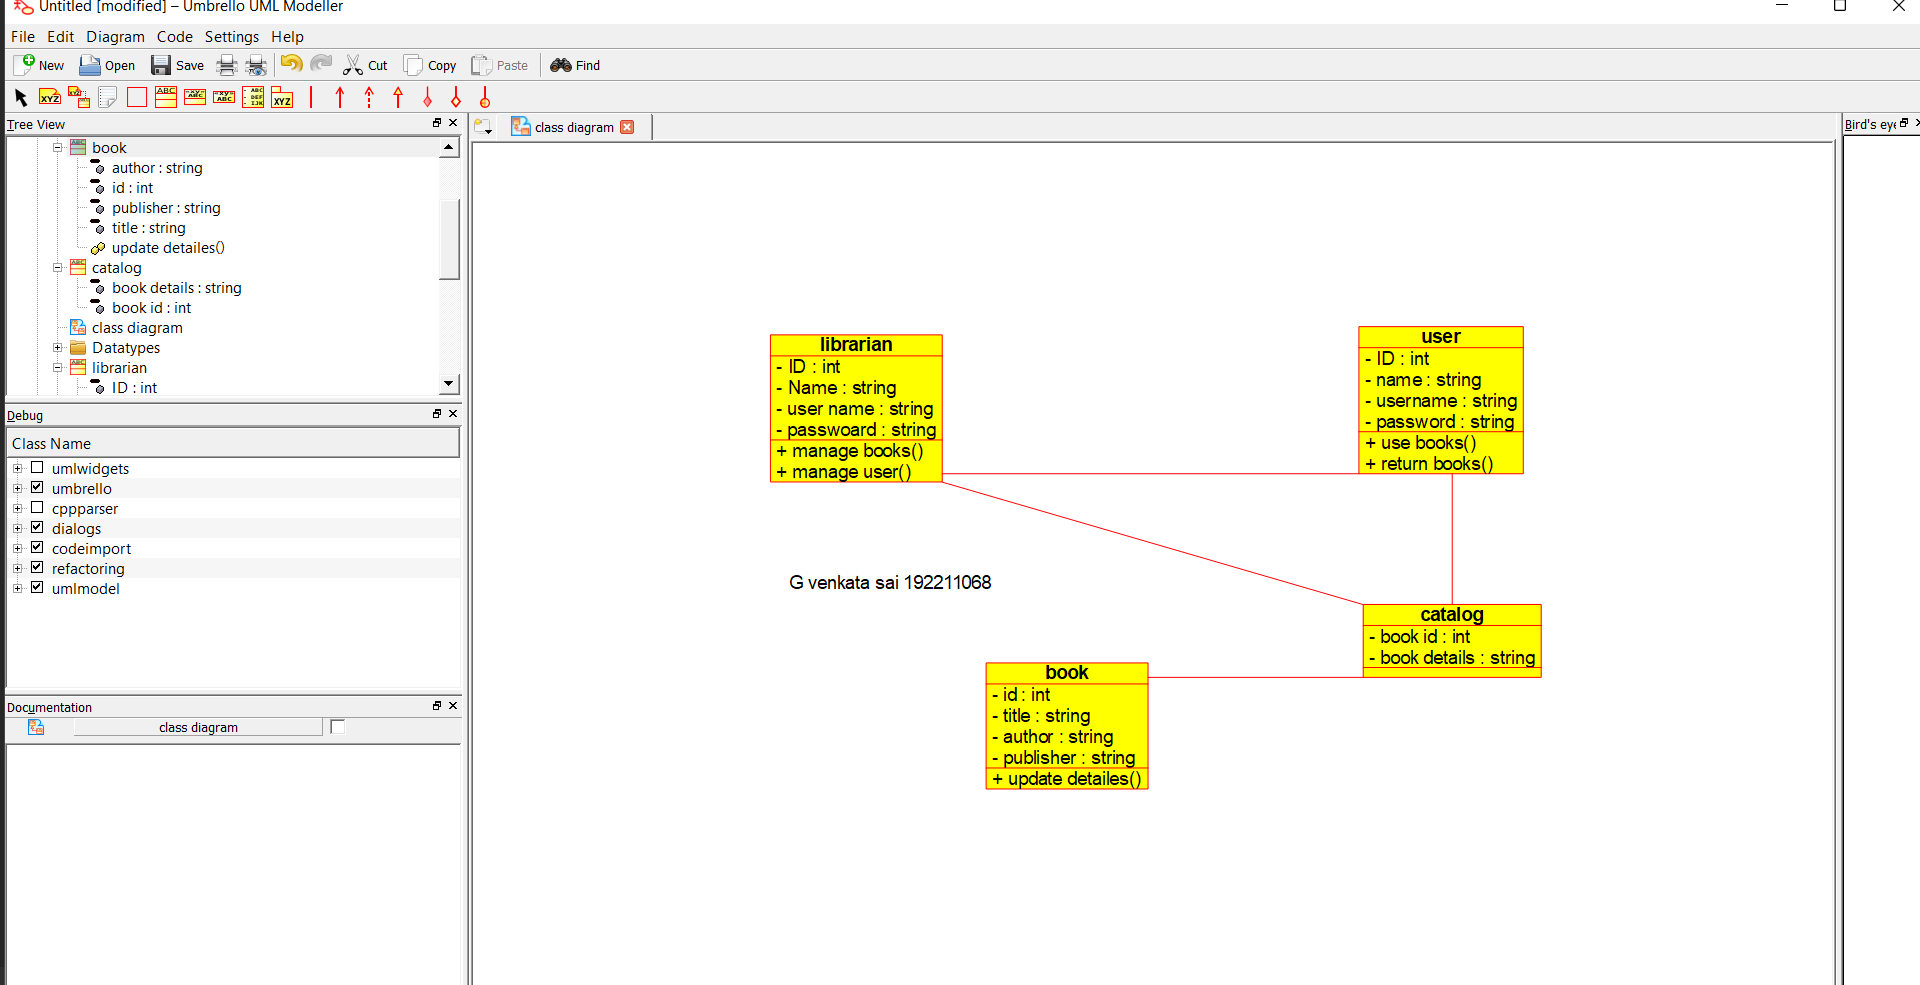 Untitled [modified] – Umbrello UML Modeller
File Edit Diagram Code Settings Help
New Open Save Cut Copy Paste Find
Tree View
book
author : string
id : int
publisher : string
title : string
update detailes()
catalog
book details : string
book id : int
class diagram
Datatypes
librarian
ID : int
Debug
Class Name
umlwidgets
umbrello
cppparser
dialogs
codeimport
refactoring
umlmodel
Documentation
class diagram
class diagram
librarian
- ID : int
- Name : string
- user name : string
- passwoard : string
+ manage books()
+ manage user()
user
- ID : int
- name : string
- username : string
- password : string
+ use books()
+ return books()
G venkata sai 192211068
catalog
- book id : int
- book details : string
book
- id : int
- title : string
- author : string
- publisher : string
+ update detailes()
Bird's eye